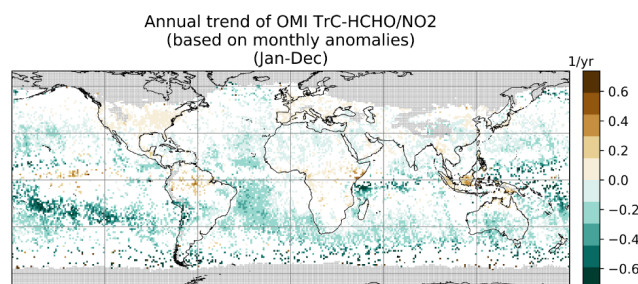 Annual trend of OMI TrC-HCHO/NO2
(based on monthly anomalies)
(Jan-Dec)
1/yr
0.6
0.4
0.2
0.0
−0.2
−0.4
−0.6